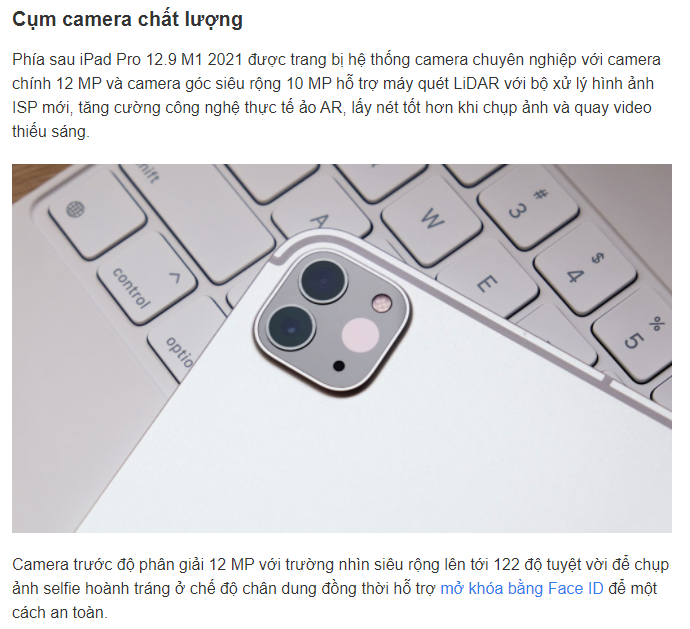 Cụm camera chất lượng
Phía sau iPad Pro 12.9 M1 2021 được trang bị hệ thống camera chuyên nghiệp với camera
chính 12 MP và camera góc siêu rộng 10 MP hỗ trợ máy quét LiDAR với bộ xử lý hình ảnh
ISP mới, tăng cường công nghệ thực tế ảo AR, lấy nét tốt hơn khi chụp ảnh và quay video
thiếu sáng.
shift
A
W
#
3
control
E
$
4
optio
%
5
Camera trước độ phân giải 12 MP với trường nhìn siêu rộng lên tới 122 độ tuyệt vời để chụp
ảnh selfie hoành tráng ở chế độ chân dung đồng thời hỗ trợ mở khóa bằng Face ID để một
cách an toàn.